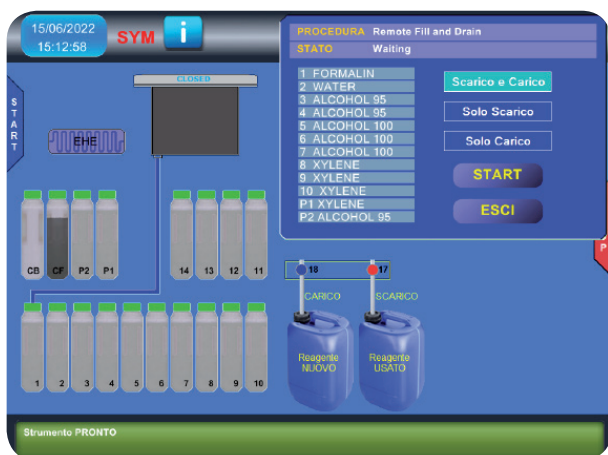 15/06/2022
15:12:58
SYM
i
PROCEDURA Remote Fill and Drain
STATO Waiting
START
CLOSED
EHE
1 FORMALIN
2 WATER
3 ALCOHOL 95
4 ALCOHOL 95
5 ALCOHOL 100
6 ALCOHOL 100
7 ALCOHOL 100
8 XYLENE
9 XYLENE
10 XYLENE
P1 XYLENE
P2 ALCOHOL 95
Scarico e Carico
Solo Scarico
Solo Carico
START
ESCI
CB CF P2 P1 14 13 12 11
18 17
CARICO SCARICO
Reagente NUOVO
Reagente USATO
1 2 3 4 5 6 7 8 9 10
P
Strumento PRONTO